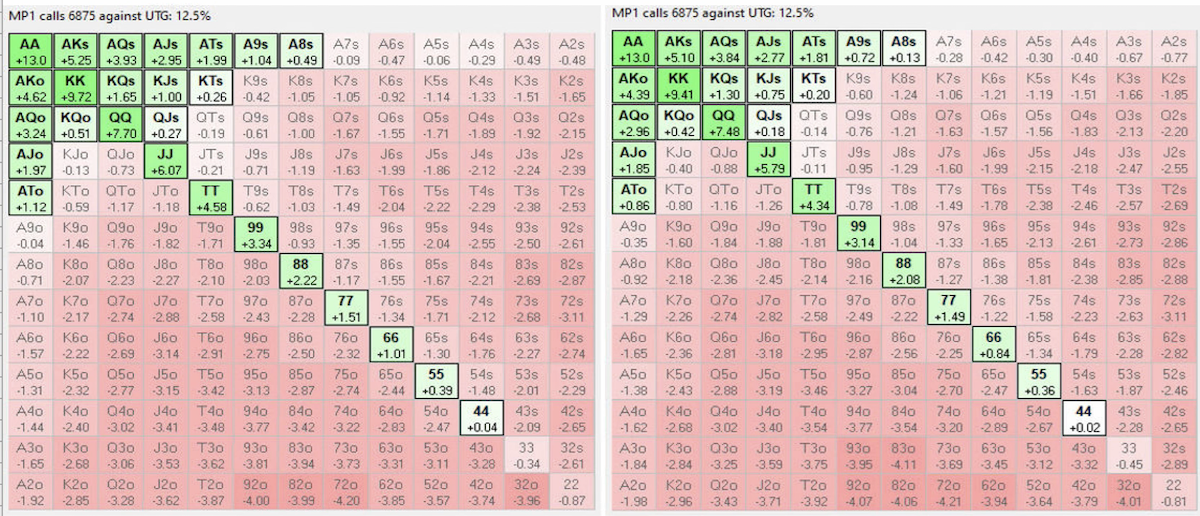 MP1 calls 6875 against UTG: 12.5%
AA AKs AQs AJs ATs A9s A8s A7s A6s A5s A4s A3s A2s
+13.0 +5.25 +3.93 +2.95 +1.99 +1.04 +0.49 -0.09 -0.47 -0.06 -0.29 -0.49 -0.48
AKo KK KQs KJs KTs K9s K8s K7s K6s K5s K4s K3s K2s
+4.62 +9.72 +1.65 +1.00 +0.26 -0.42 -1.05 -1.05 -0.92 -1.14 -1.33 -1.51 -1.65
AQo KQo QQ QJs QTs Q9s Q8s Q7s Q6s Q5s Q4s Q3s Q2s
+3.24 +0.51 +7.70 +0.27 -0.19 -0.61 -1.00 -1.67 -1.55 -1.71 -1.89 -1.92 -2.15
AJo KJo QJo JJ JTs J9s J8s J7s J6s J5s J4s J3s J2s
+1.97 -0.13 -0.73 +6.07 -0.21 -0.71 -1.19 -1.63 -1.99 -1.86 -2.12 -2.24 -2.39
ATo KTo QTo JTo TT T9s T8s T7s T6s T5s T4s T3s T2s
+1.12 -0.59 -1.17 -1.18 +4.58 -0.62 -1.03 -1.49 -2.04 -2.22 -2.29 -2.38 -2.53
A9o K9o Q9o J9o T9o 99 98s 97s 96s 95s 94s 93s 92s
-0.04 -1.46 -1.76 -1.82 -1.71 +3.34 -0.93 -1.35 -1.55 -2.04 -2.55 -2.50 -2.61
A8o K8o Q8o J8o T8o 98o 88 87s 86s 85s 84s 83s 82s
-0.71 -2.07 -2.23 -2.27 -2.10 -2.03 +2.22 -1.17 -1.55 -1.67 -2.21 -2.69 -2.87
A7o K7o Q7o J7o T7o 97o 87o 77 76s 75s 74s 73s 72s
-1.10 -2.17 -2.74 -2.88 -2.58 -2.43 -2.28 +1.51 -1.34 -1.71 -2.12 -2.68 -3.11
A6o K6o Q6o J6o T6o 96o 86o 76o 66 65s 64s 63s 62s
-1.57 -2.22 -2.69 -3.14 -2.91 -2.75 -2.50 -2.32 +1.01 -1.30 -1.76 -2.27 -2.74
A5o K5o Q5o J5o T5o 95o 85o 75o 65o 55 54s 53s 52s
-1.31 -2.32 -2.77 -3.15 -3.42 -3.13 -2.87 -2.74 -2.44 +0.39 -1.48 -2.01 -2.29
A4o K4o Q4o J4o T4o 94o 84o 74o 64o 54o 44 43s 42s
-1.44 -2.40 -3.02 -3.41 -3.48 -3.77 -3.42 -3.22 -2.83 -2.47 +0.04 -2.09 -2.65
A3o K3o Q3o J3o T3o 93o 83o 73o 63o 53o 43o 33 32s
-1.65 -2.68 -3.06 -3.53 -3.62 -3.81 -3.94 -3.73 -3.31 -3.11 -3.28 -0.34 -2.61
A2o K2o Q2o J2o T2o 92o 82o 72o 62o 52o 42o 32o 22
-1.92 -2.85 -3.28 -3.62 -3.87 -4.00 -3.99 -4.20 -3.85 -3.57 -3.74 -3.96 -0.87
MP1 calls 6875 against UTG: 12.5%
AA AKs AQs AJs ATs A9s A8s A7s A6s A5s A4s A3s A2s
+13.0 +5.10 +3.84 +2.77 +1.81 +0.72 +0.13 -0.28 -0.42 -0.30 -0.40 -0.67 -0.77
AKo KK KQs KJs KTs K9s K8s K7s K6s K5s K4s K3s K2s
+4.39 +9.41 +1.30 +0.75 +0.20 -0.60 -1.24 -1.06 -1.21 -1.19 -1.51 -1.66 -1.85
AQo KQo QQ QJs QTs Q9s Q8s Q7s Q6s Q5s Q4s Q3s Q2s
+2.96 +0.42 +7.48 +0.18 -0.14 -0.76 -1.21 -1.63 -1.57 -1.56 -1.83 -2.13 -2.20
AJo KJo QJo JJ JTs J9s J8s J7s J6s J5s J4s J3s J2s
+1.85 -0.40 -0.88 +5.79 -0.11 -0.95 -1.29 -1.60 -1.99 -2.15 -2.18 -2.47 -2.55
ATo KTo QTo JTo TT T9s T8s T7s T6s T5s T4s T3s T2s
+0.86 -0.80 -1.16 -1.26 +4.34 -0.78 -1.08 -1.49 -1.78 -2.38 -2.46 -2.57 -2.69
A9o K9o Q9o J9o T9o 99 98s 97s 96s 95s 94s 93s 92s
-0.35 -1.60 -1.84 -1.88 -1.81 +3.14 -1.04 -1.33 -1.65 -2.13 -2.61 -2.73 -2.86
A8o K8o Q8o J8o T8o 98o 88 87s 86s 85s 84s 83s 82s
-0.92 -2.18 -2.36 -2.45 -2.14 -2.16 +2.08 -1.27 -1.38 -1.81 -2.38 -2.85 -2.88
A7o K7o Q7o J7o T7o 97o 87o 77 76s 75s 74s 73s 72s
-1.29 -2.26 -2.74 -2.82 -2.58 -2.49 -2.22 +1.49 -1.22 -1.58 -2.23 -2.63 -3.11
A6o K6o Q6o J6o T6o 96o 86o 76o 66 65s 64s 63s 62s
-1.65 -2.36 -2.81 -3.18 -2.95 -2.87 -2.56 -2.25 +0.84 -1.34 -1.79 -2.28 -2.82
A5o K5o Q5o J5o T5o 95o 85o 75o 65o 55 54s 53s 52s
-1.38 -2.43 -2.88 -3.19 -3.46 -3.27 -3.04 -2.70 -2.47 +0.36 -1.63 -1.87 -2.46
A4o K4o Q4o J4o T4o 94o 84o 74o 64o 54o 44 43s 42s
-1.62 -2.68 -3.02 -3.40 -3.54 -3.77 -3.54 -3.20 -2.89 -2.67 +0.02 -2.28 -2.65
A3o K3o Q3o J3o T3o 93o 83o 73o 63o 53o 43o 33 32s
-1.84 -2.84 -3.25 -3.59 -3.75 -3.95 -4.11 -3.69 -3.45 -3.12 -3.32 -0.45 -2.89
A2o K2o Q2o J2o T2o 92o 82o 72o 62o 52o 42o 32o 22
-1.98 -2.96 -3.43 -3.71 -3.92 -4.07 -4.06 -4.21 -3.94 -3.64 -3.79 -4.01 -0.81